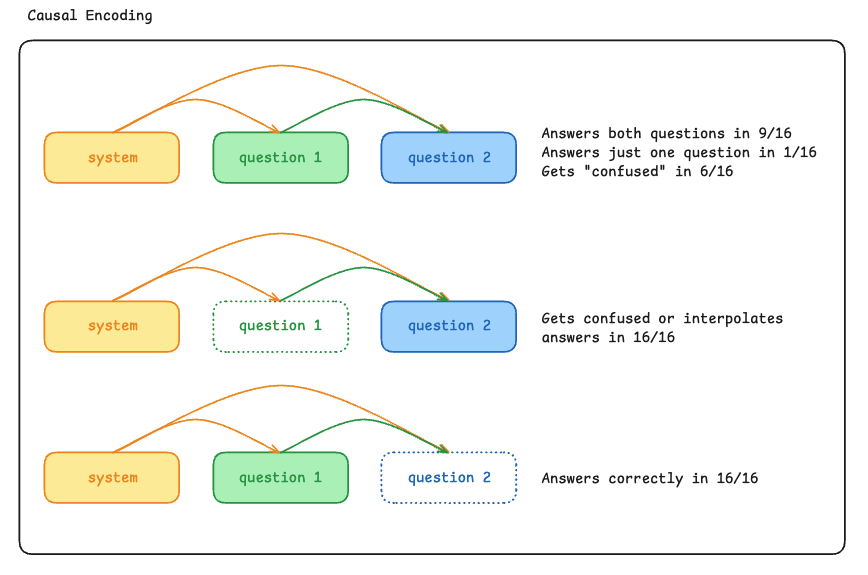 Causal Encoding
system
question 1
question 2
Answers both questions in 9/16
Answers just one question in 1/16
Gets "confused" in 6/16
system
question 1
question 2
Gets confused or interpolates
answers in 16/16
system
question 1
question 2
Answers correctly in 16/16